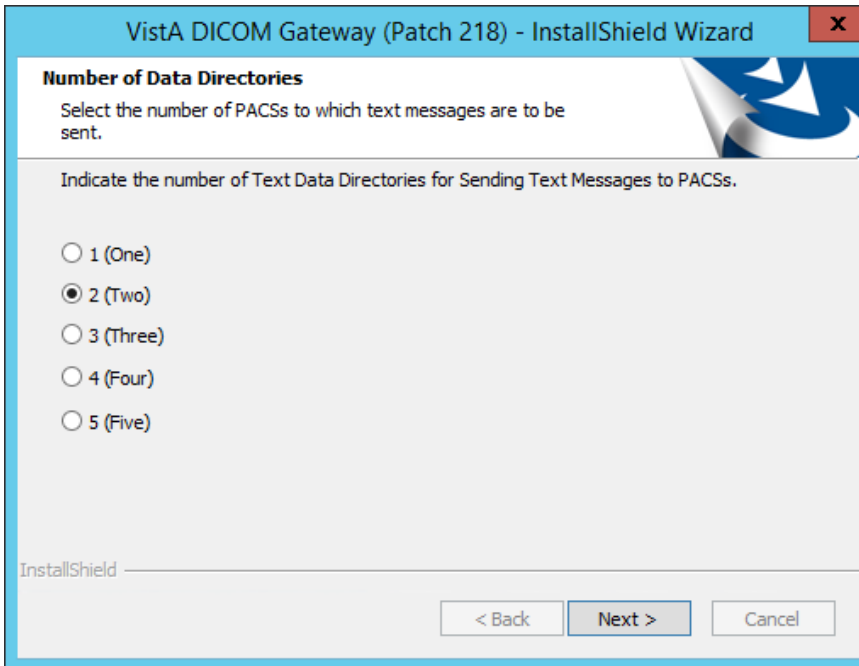 VistA DICOM Gateway (Patch 218) - InstallShield Wizard
x
Number of Data Directories
Select the number of PACSs to which text messages are to be
sent.
Indicate the number of Text Data Directories for Sending Text Messages to PACSs.
1 (One)
2 (Two)
3 (Three)
4 (Four)
5 (Five)
InstallShield
< Back Next > Cancel